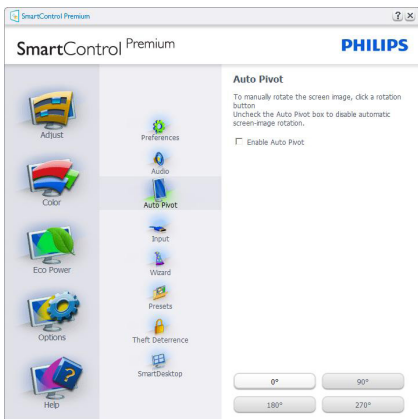 SmartControl Premium
SmartControl Premium
PHILIPS
Adjust
Color
Eco Power
Options
Help
Preferences
Audio
Auto Pivot
Input
Wizard
Presets
Theft Deterrence
SmartDesktop
Auto Pivot
To manually rotate the screen image, click a rotation
button
Uncheck the Auto Pivot box to disable automatic
screen-image rotation.
Enable Auto Pivot
0° 90°
180° 270°